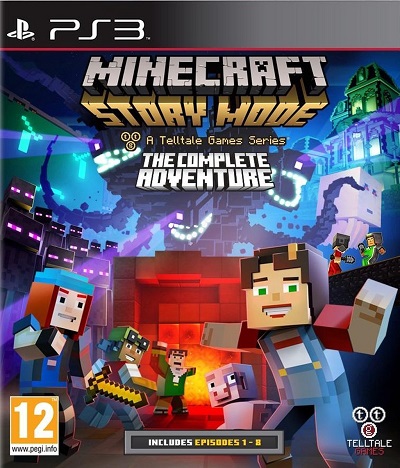 PS3
MINECRAFT
STORY MODE
A Telltale Games Series
THE COMPLETE
ADVENTURE
12
www.pegi.info
INCLUDES EPISODES 1 - 8
TELLTALE
GAMES